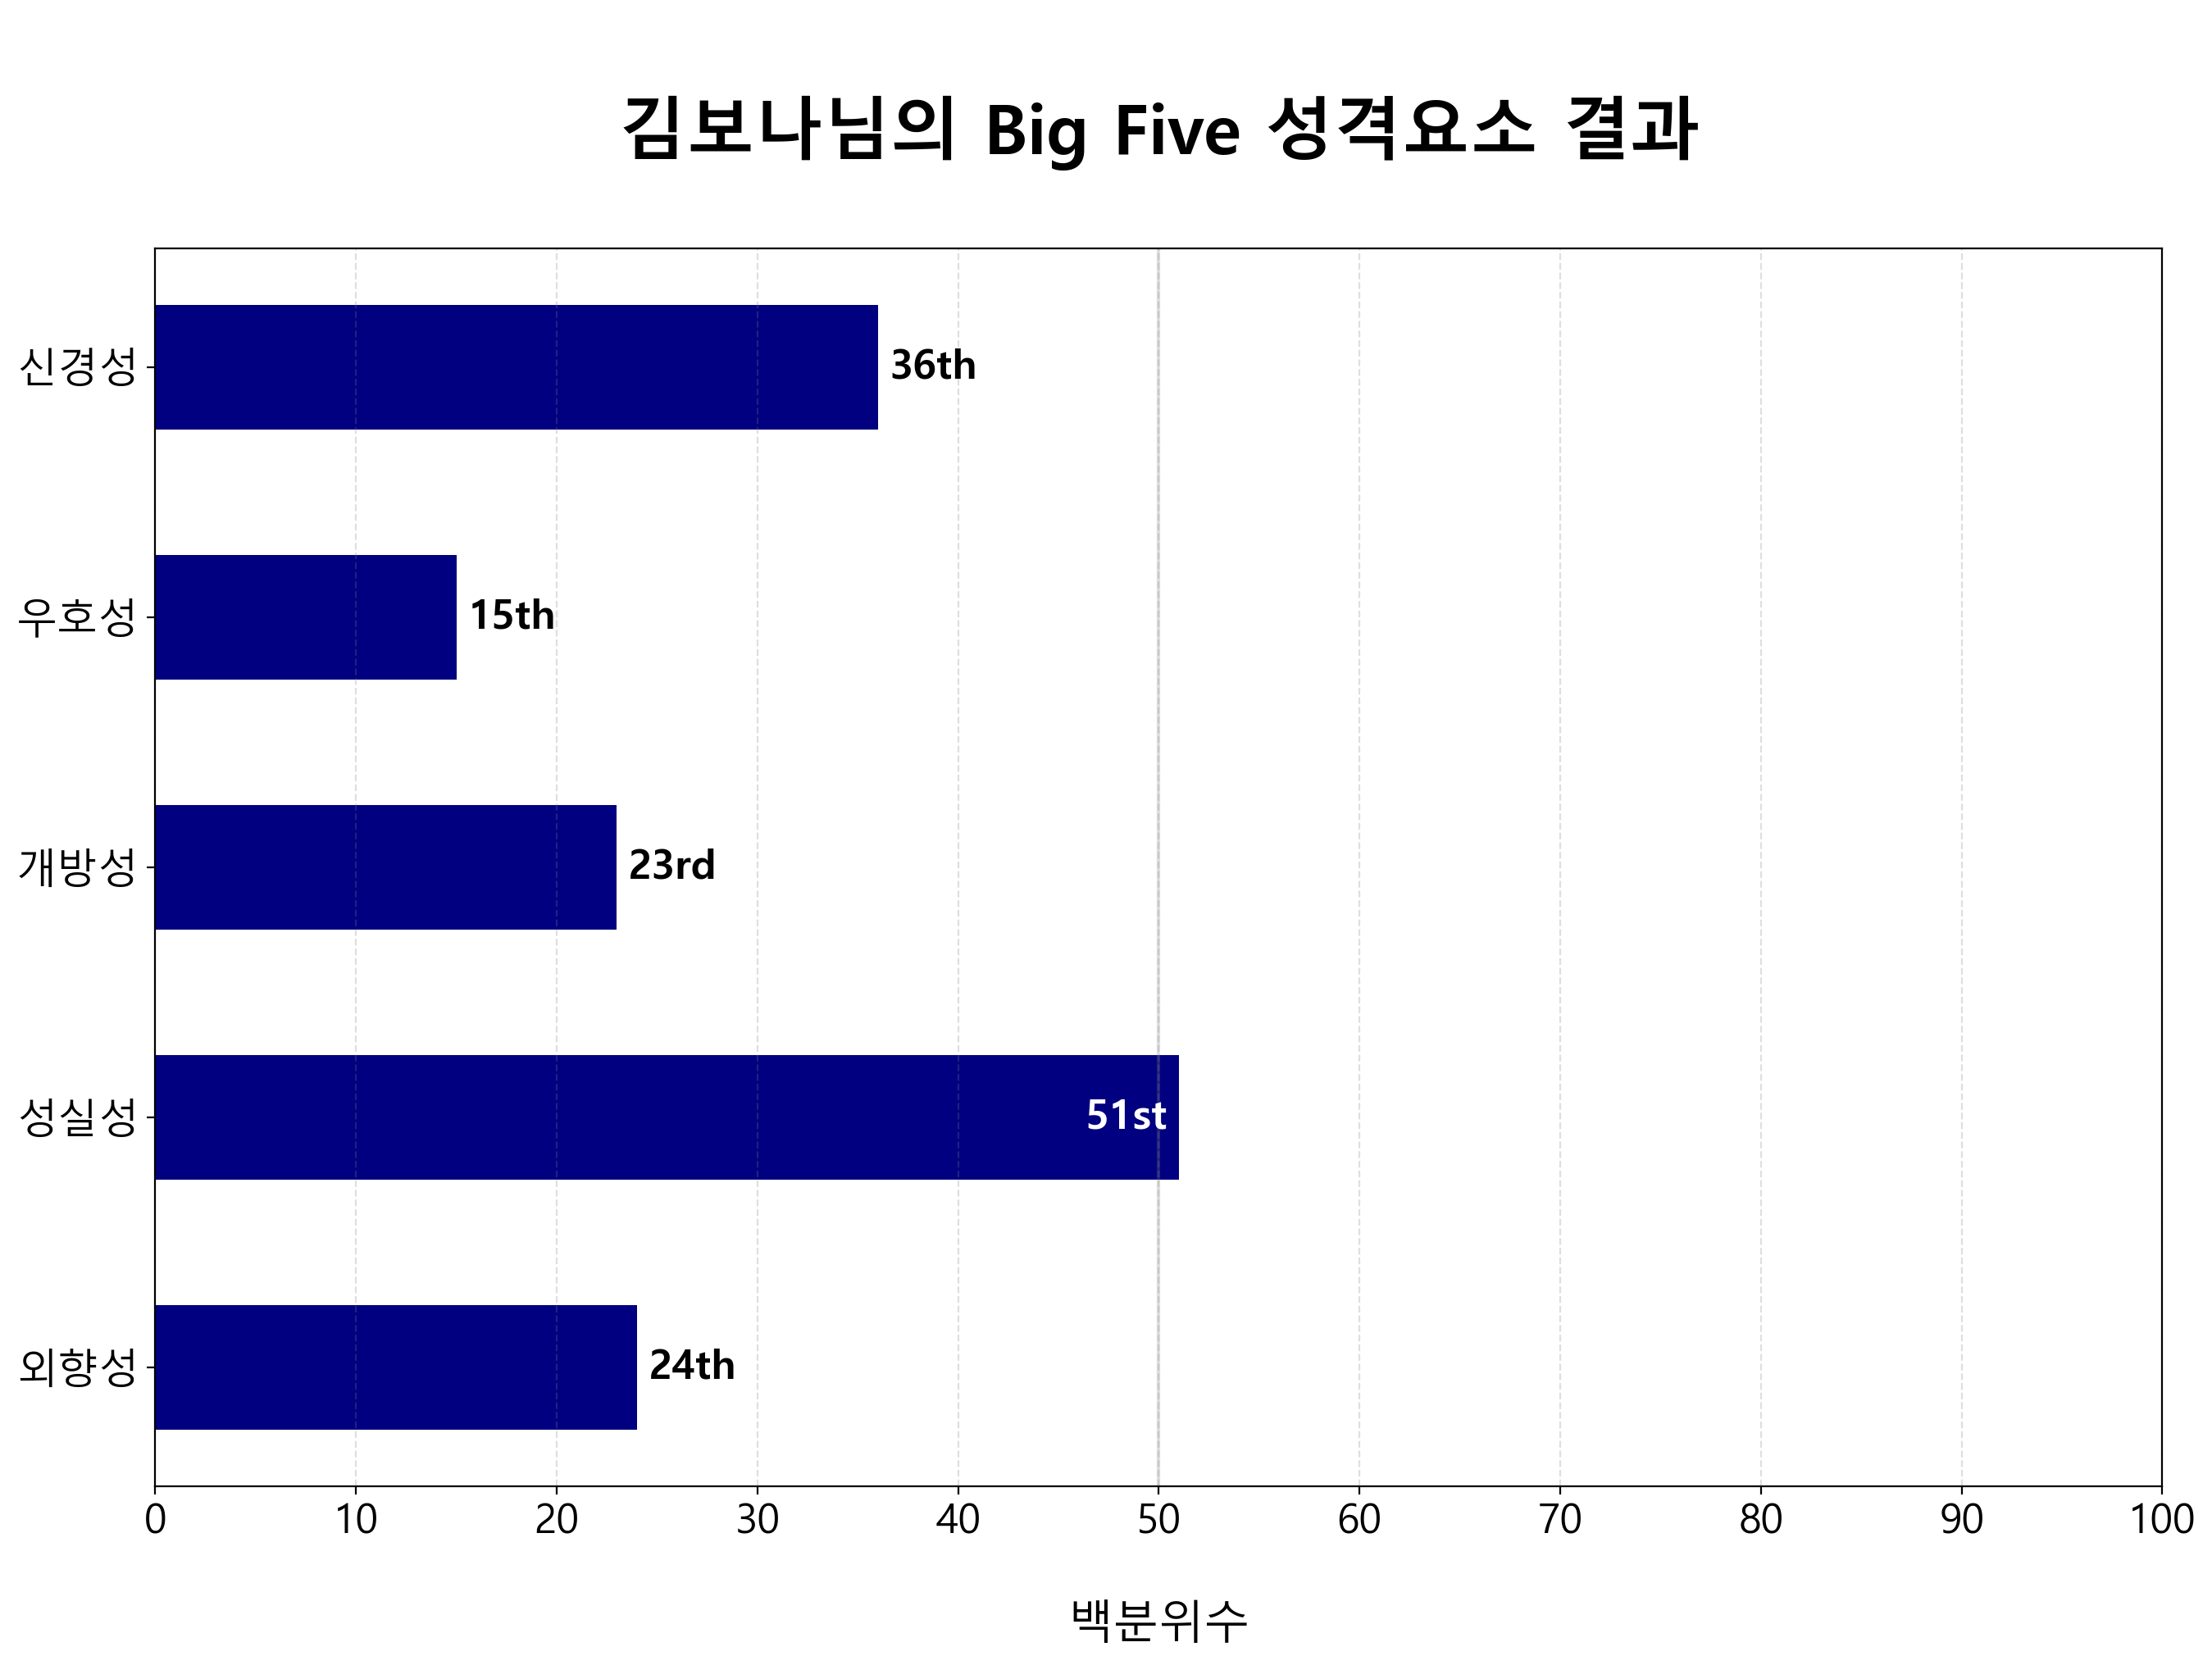 김보나님의 Big Five 성격요소 결과
신경성 36th
우호성 15th
개방성 23rd
성실성 51st
외향성 24th
0 10 20 30 40 50 60 70 80 90 100
백분위수